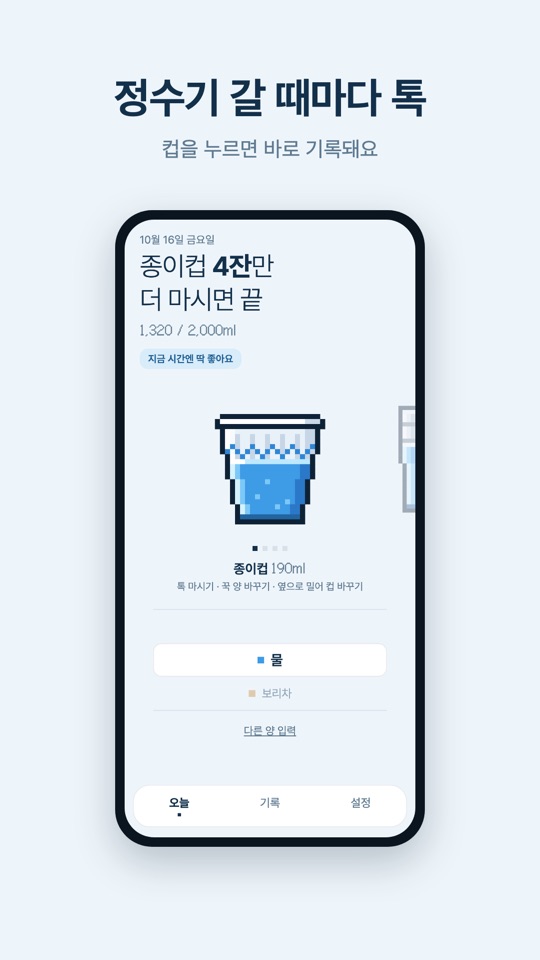 정수기 갈 때마다 톡
컵을 누르면 바로 기록돼요
10월 16일 금요일
종이컵 4잔만
더 마시면 끝
1,320 / 2,000ml
지금 시간엔 딱 좋아요
종이컵 190ml
톡 마시기 · 꾹 양 바꾸기 · 옆으로 밀어 컵 바꾸기
물
보리차
다른 양 입력
오늘 기록 설정